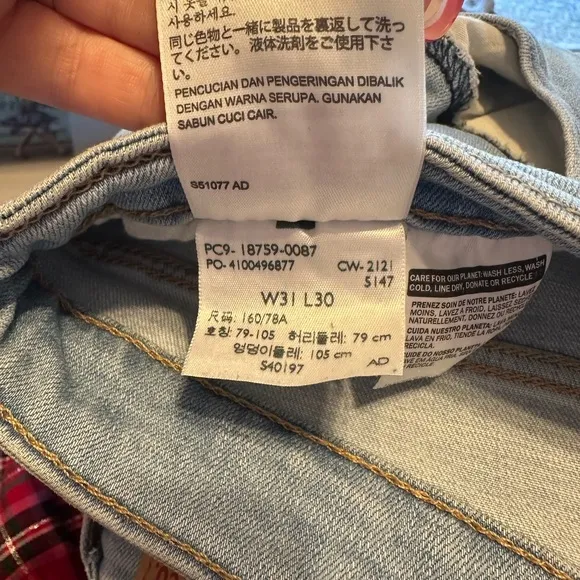 사용하세요.
同じ色物と一緒に製品を裏返して洗っ
てください。液体洗剤をご使用下さ
い。
PENCUCIAN DAN PENGERINGAN DIBALIK
DENGAN WARNA SERUPA. GUNAKAN
SABUN CUCI CAIR.
S51077 AD
PC9- 18759-0087
PO- 4100496877
CW-2121
5147
W31 L30
尺码: 160/78A
호칭: 79-105 허리둘레: 79 cm
엉덩이둘레: 105 cm
S40197
AD
CARE FOR OUR PLANET: WASH LESS, WASH
COLD, LINE DRY, DONATE OR RECYCLE
PRENEZ SOIN DE NOTRE PLANÈTE: LAVEZ
MOINS, LAVEZ À FROID, LAISSEZ
NATURELLEMENT, DONNEZ OU
CUIDA NUESTRO PLANETA:
LAVA EN FRÍO, TIENDE
RECICLE